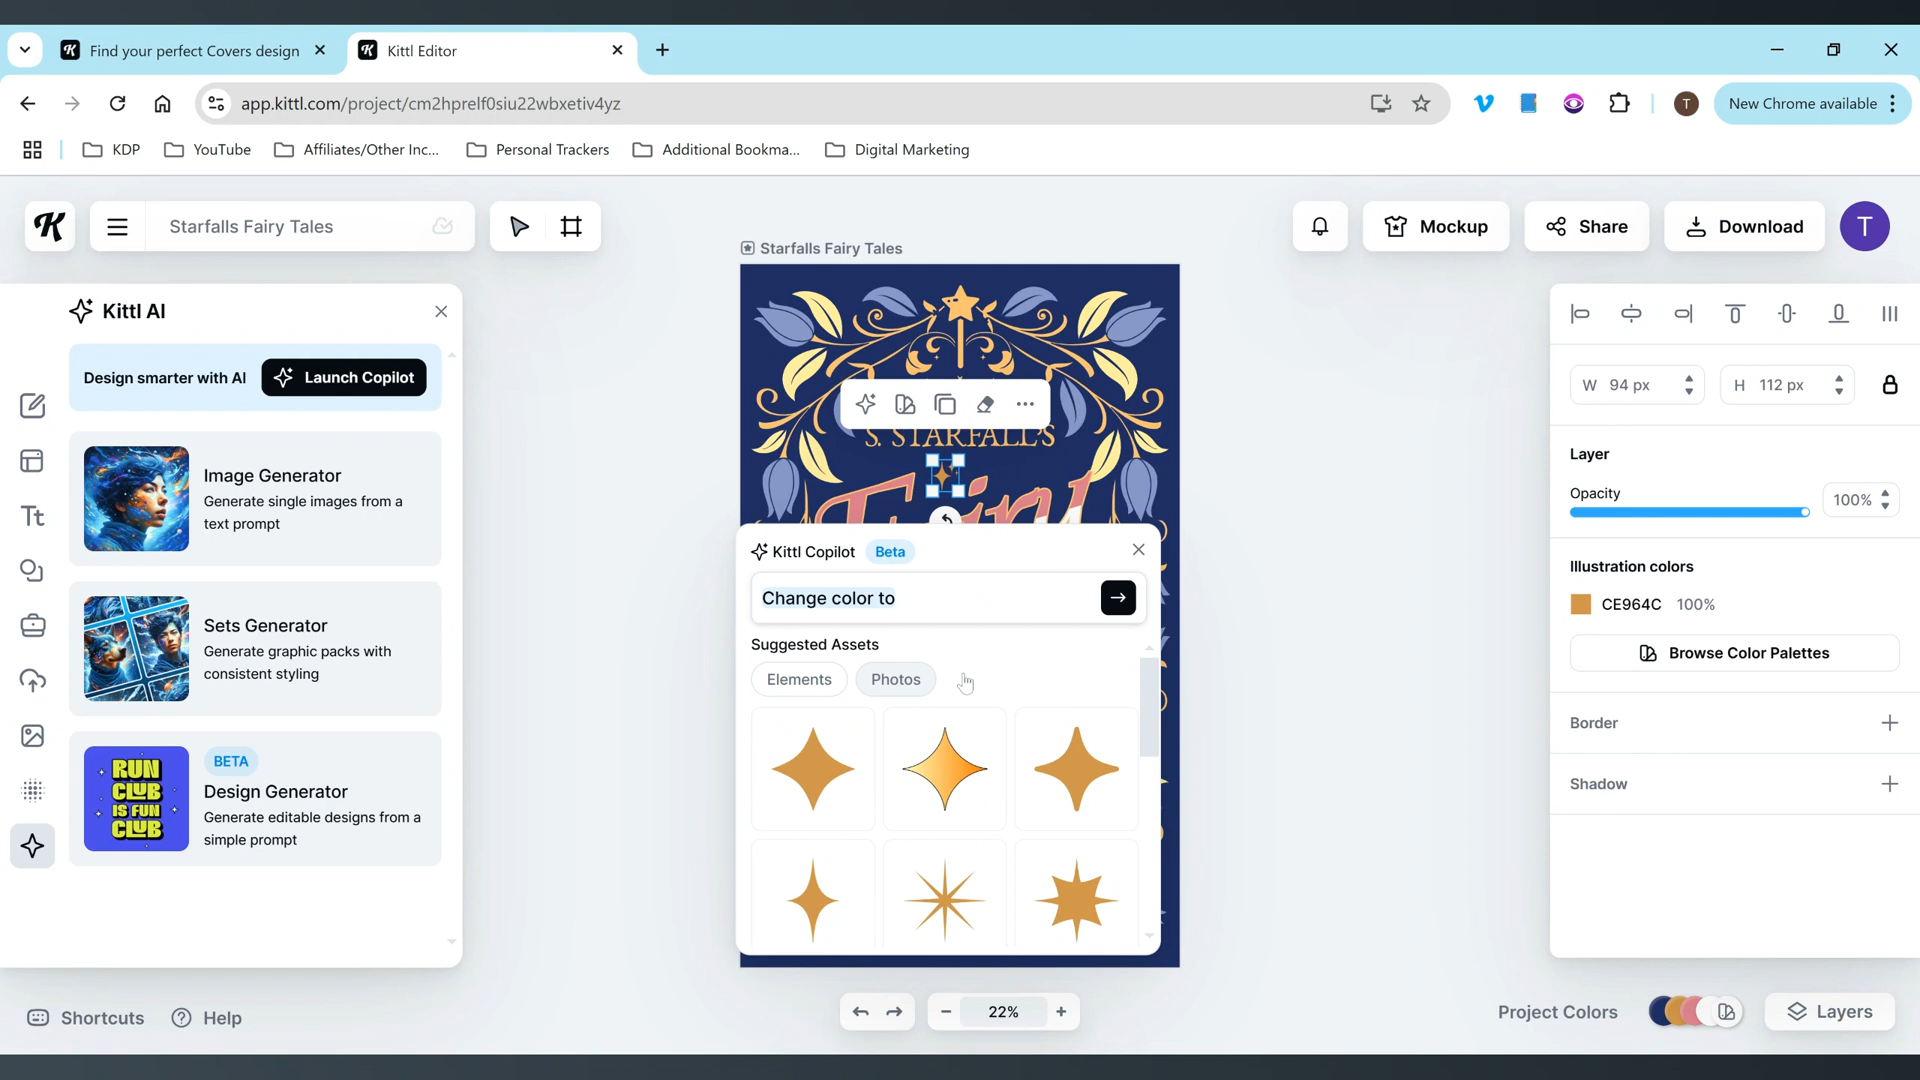 Find your perfect Covers design
Kittl Editor
app.kittl.com/project/cm2hprelf0siu22wbxetiv4yz
T
New Chrome available
KDP
YouTube
Affiliates/Other Inc...
Personal Trackers
Additional Bookma...
Digital Marketing
Starfalls Fairy Tales
Mockup
Share
Download
T
Starfalls Fairy Tales
Kittl AI
Design smarter with AI
Launch Copilot
Image Generator
Generate single images from a
text prompt
Sets Generator
Generate graphic packs with
consistent styling
RUN
CLUB
IS FUN
CLUB
BETA
Design Generator
Generate editable designs from a
simple prompt
S. STARFALL'S
Fairy
Kittl Copilot
Beta
Change color to
Suggested Assets
Elements
Photos
W 94 px
H 112 px
Layer
Opacity
100%
Illustration colors
CE964C 100%
Browse Color Palettes
Border
Shadow
Shortcuts
Help
22%
Project Colors
Layers